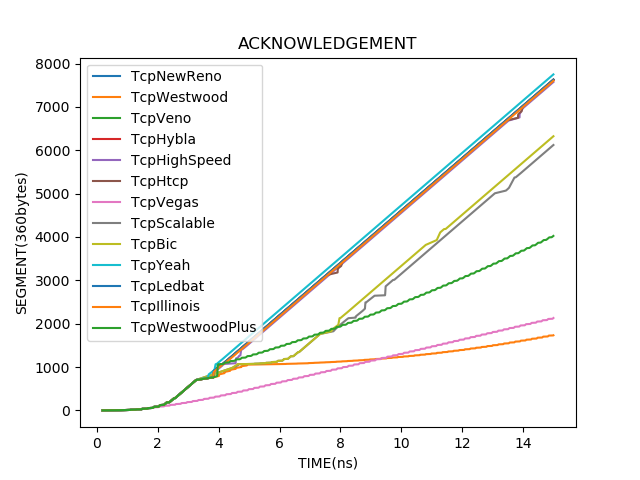 ACKNOWLEDGEMENT
SEGMENT(360bytes)
8000
7000
6000
5000
4000
3000
2000
1000
0
TcpNewReno
TcpWestwood
TcpVeno
TcpHybla
TcpHighSpeed
TcpHtcp
TcpVegas
TcpScalable
TcpBic
TcpYeah
TcpLedbat
TcpIllinois
TcpWestwoodPlus
0 2 4 6 8 10 12 14
TIME(ns)